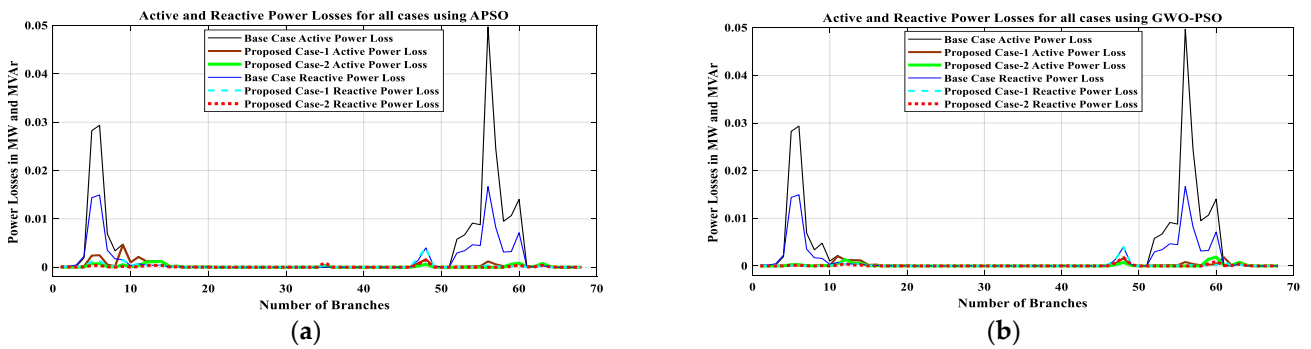 Active and Reactive Power Losses for all cases using APSO
Base Case Active Power Loss
Proposed Case-1 Active Power Loss
Proposed Case-2 Active Power Loss
Base Case Reactive Power Loss
Proposed Case-1 Reactive Power Loss
Proposed Case-2 Reactive Power Loss
Power Losses in MW and MVAr
0.05
0.04
0.03
0.02
0.01
0
0 10 20 30 40 50 60 70
Number of Branches
(a)
Active and Reactive Power Losses for all cases using GWO-PSO
Base Case Active Power Loss
Proposed Case-1 Active Power Loss
Proposed Case-2 Active Power Loss
Base Case Reactive Power Loss
Proposed Case-1 Reactive Power Loss
Proposed Case-2 Reactive Power Loss
Power Losses in MW and MVAr
0.05
0.04
0.03
0.02
0.01
0
0 10 20 30 40 50 60 70
Number of Branches
(b)